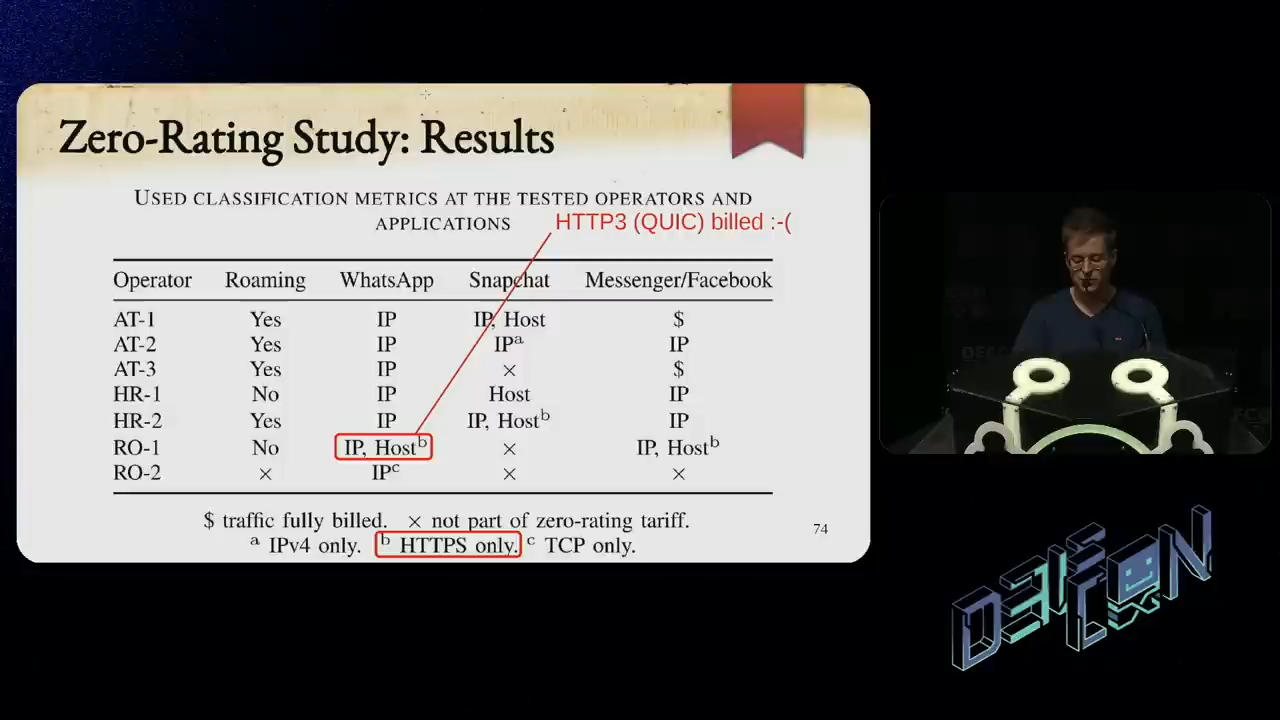 Zero-Rating Study: Results
USED CLASSIFICATION METRICS AT THE TESTED OPERATORS AND
APPLICATIONS
HTTP3 (QUIC) billed :-(
Operator Roaming WhatsApp Snapchat Messenger/Facebook
AT-1 Yes IP IP, Host $
AT-2 Yes IP IPᵃ IP
AT-3 Yes IP × $
HR-1 No IP Host IP
HR-2 Yes IP IP, Hostᵇ IP
RO-1 No IP, Hostᵇ × IP, Hostᵇ
RO-2 × IPᶜ × ×
$ traffic fully billed. × not part of zero-rating tariff.
ᵃ IPv4 only. ᵇ HTTPS only. ᶜ TCP only.
74
DEF CON